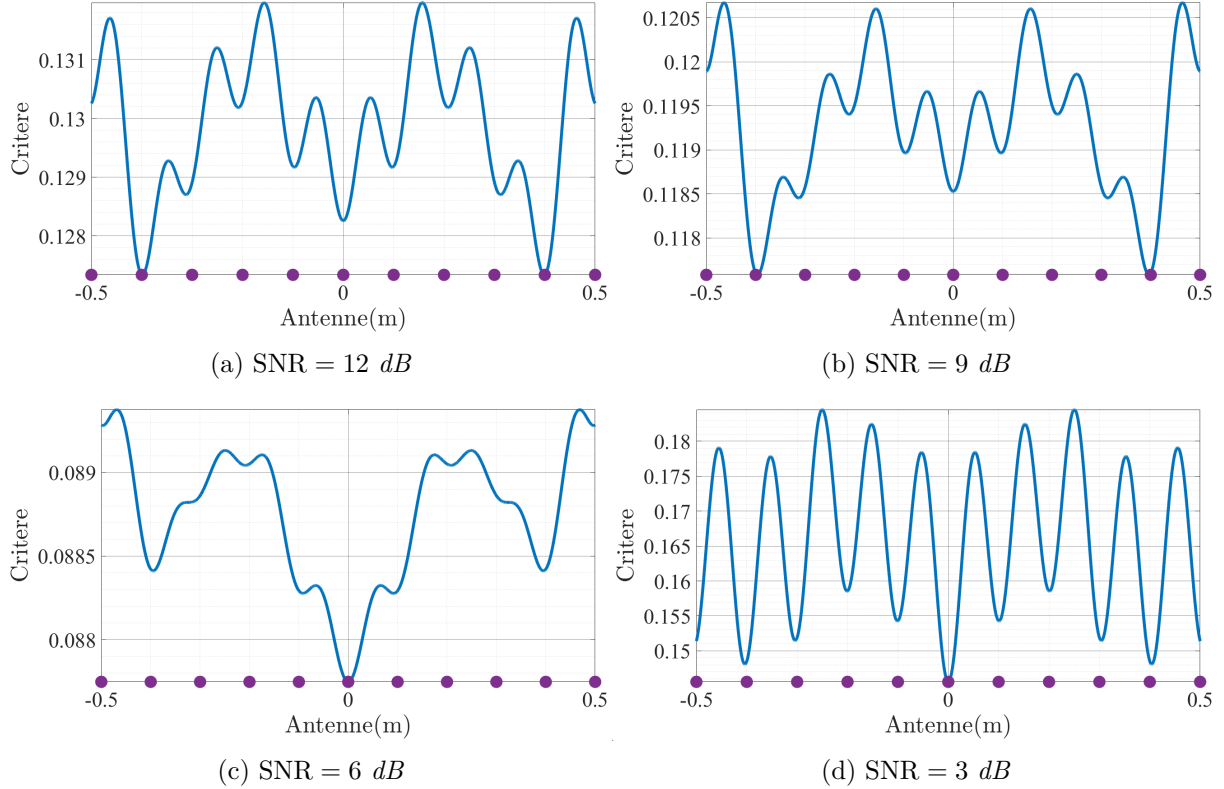 0.131
0.13
0.129
0.128
Critere
-0.5 0 0.5
Antenne(m)
(a) SNR = 12 dB
0.1205
0.12
0.1195
0.119
0.1185
0.118
Critere
-0.5 0 0.5
Antenne(m)
(b) SNR = 9 dB
0.089
0.0885
0.088
Critere
-0.5 0 0.5
Antenne(m)
(c) SNR = 6 dB
0.18
0.175
0.17
0.165
0.16
0.155
0.15
Critere
-0.5 0 0.5
Antenne(m)
(d) SNR = 3 dB